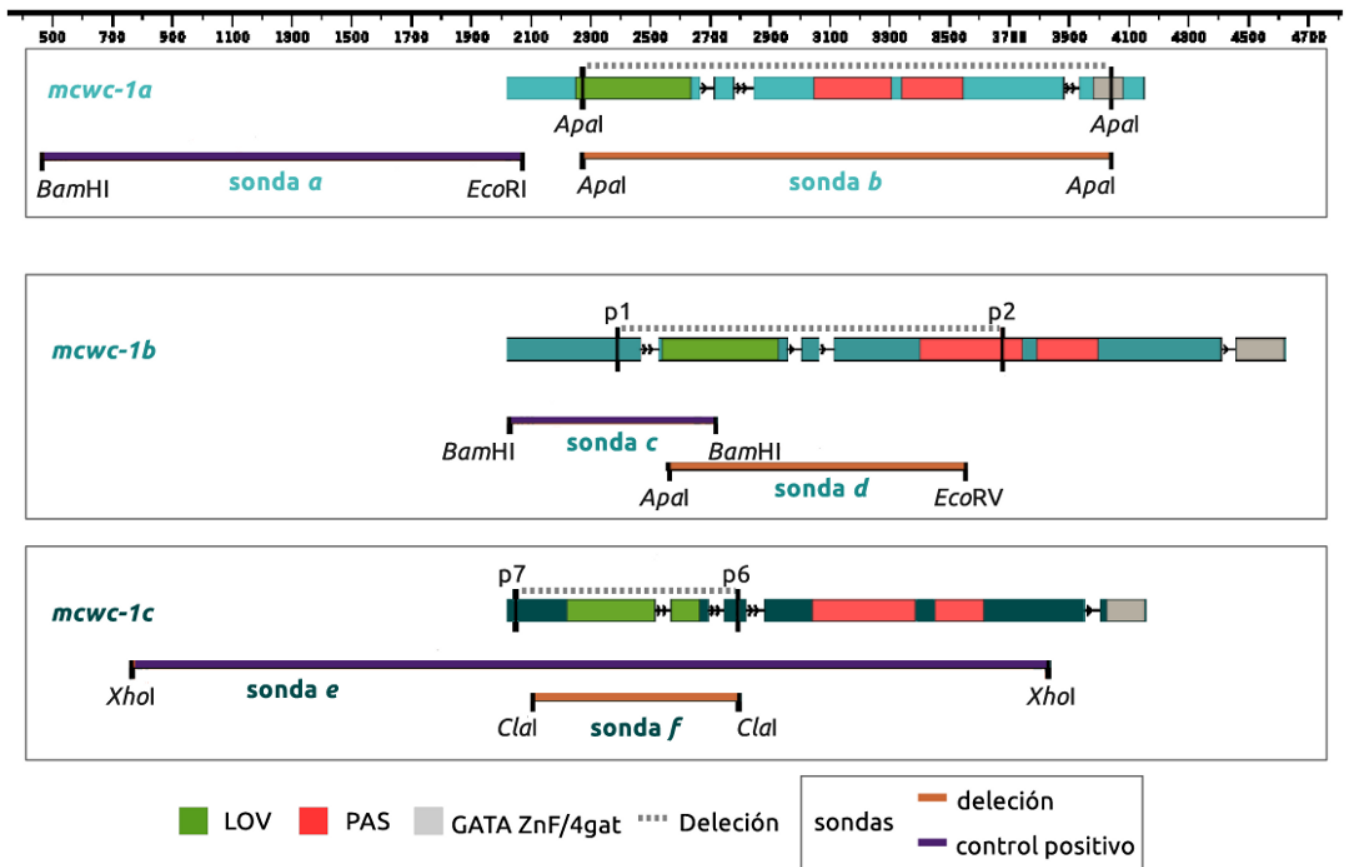 500 700 900 1100 1300 1500 1700 1900 2100 2300 2500 2700 2900 3100 3300 3500 3700 3900 4100 4300 4500 4700
mcwc-1a
ApaI ApaI
BamHI sonda a EcoRI ApaI sonda b ApaI
p1 p2
mcwc-1b
BamHI sonda c BamHI
ApaI sonda d EcoRV
p7 p6
mcwc-1c
XhoI sonda e XhoI
ClaI sonda f ClaI
LOV PAS GATA ZnF/4gat Deleción sondas deleción
control positivo